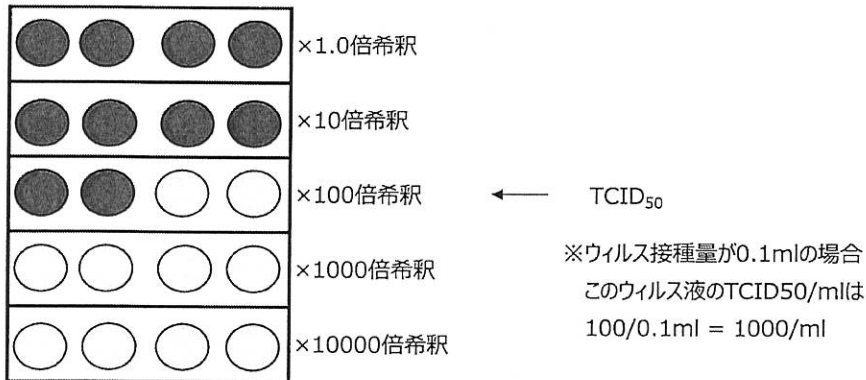 ×1.0倍希釈
×10倍希釈
×100倍希釈
TCID₅₀
×1000倍希釈
×10000倍希釈
※ウィルス接種量が0.1mlの場合
このウィルス液のTCID50/mlは
100/0.1ml = 1000/ml